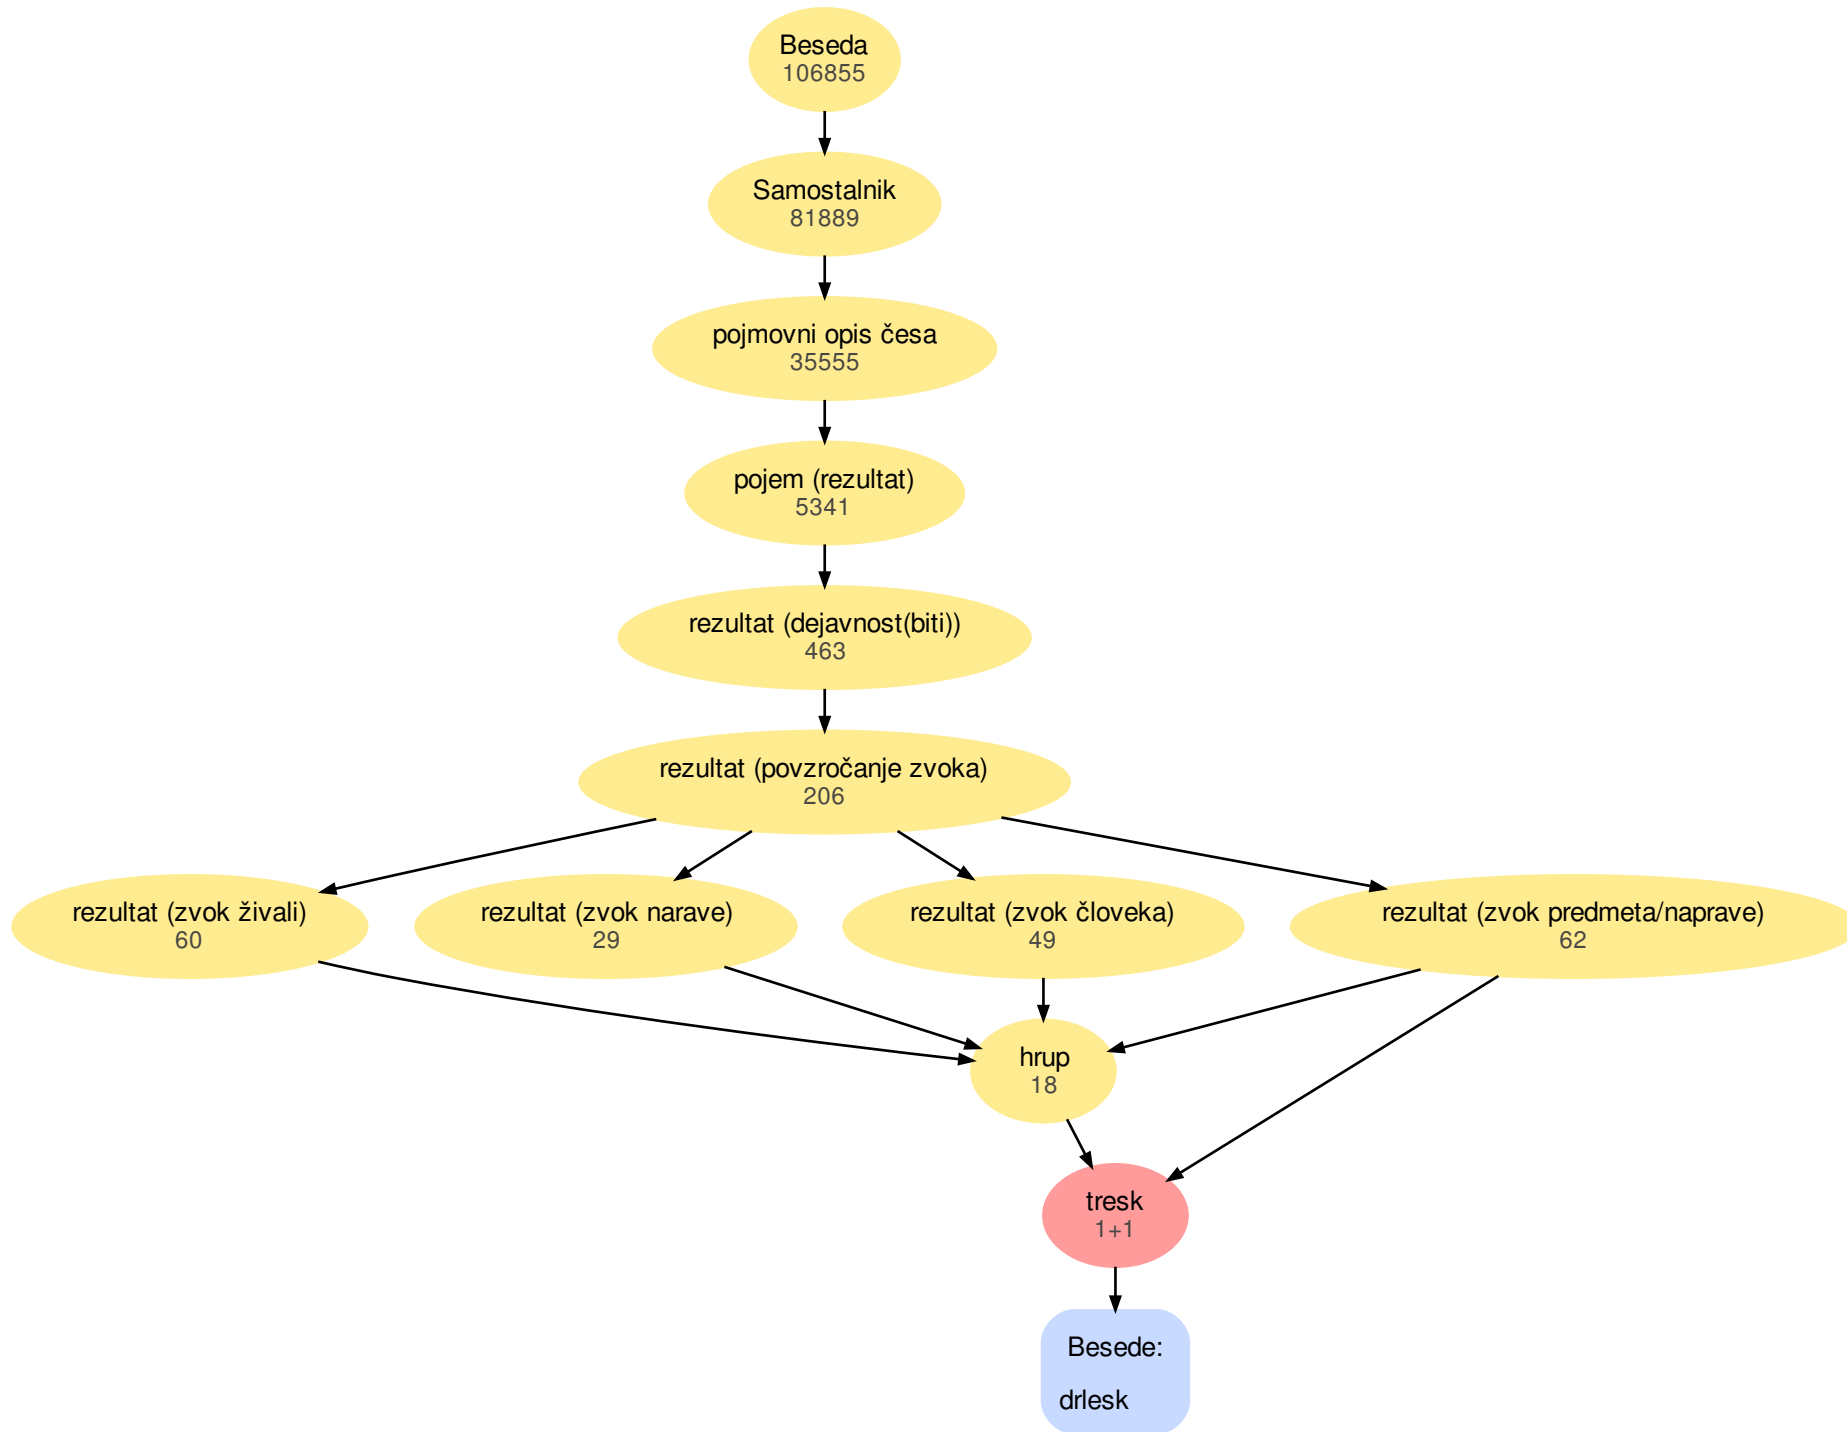 Beseda
106855
Samostalnik
81889
pojmovni opis česa
35555
pojem (rezultat)
5341
rezultat (dejavnost(biti))
463
rezultat (povzročanje zvoka)
206
rezultat (zvok živali)
60
rezultat (zvok narave)
29
rezultat (zvok človeka)
49
rezultat (zvok predmeta/naprave)
62
hrup
18
tresk
1+1
Besede:
drlesk